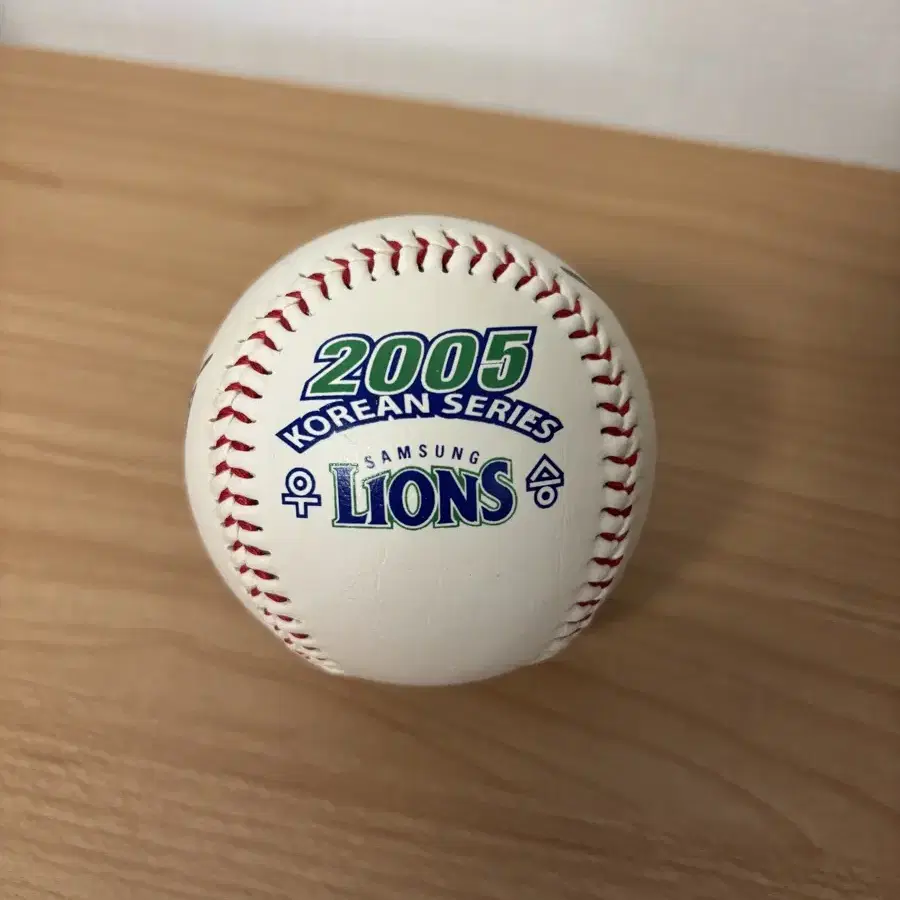 2005
KOREAN SERIES
SAMSUNG
우 LIONS 승